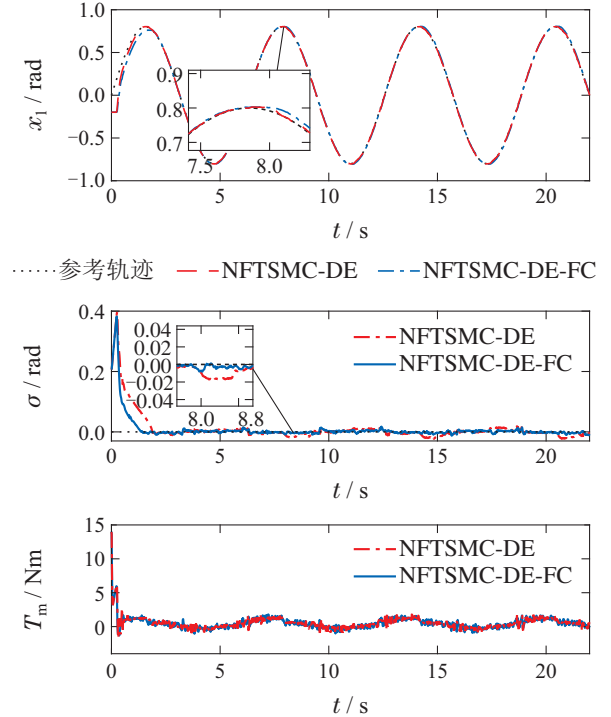 1.0
0.5
0.0
−0.5
−1.0
x₁ / rad
0.9
0.8
0.7
7.5 8.0
0 5 10 15 20
t / s
参考轨迹 NFTSMC-DE NFTSMC-DE-FC
0.4
0.2
0.0
σ / rad
0.04
0.02
0.00
−0.02
−0.04
8.0 8.8
NFTSMC-DE
NFTSMC-DE-FC
0 5 10 15 20
t / s
15
10
5
0
Tₘ / Nm
NFTSMC-DE
NFTSMC-DE-FC
0 5 10 15 20
t / s